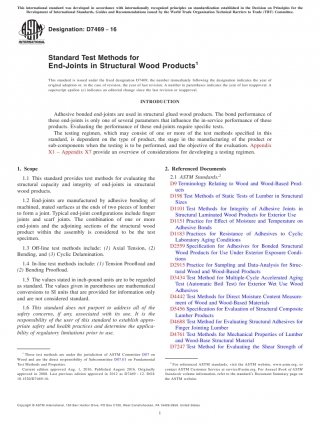 This international standard was developed in accordance with internationally recognized principles on standardization established in the Decision on Principles for the
Development of International Standards, Guides and Recommendations issued by the World Trade Organization Technical Barriers to Trade (TBT) Committee.
Designation: D7469 − 16
Standard Test Methods for
End-Joints in Structural Wood Products1
This standard is issued under the fixed designation D7469; the number immediately following the designation indicates the year of
original adoption or, in the case of revision, the year of last revision. A number in parentheses indicates the year of last reapproval. A
superscript epsilon (ε) indicates an editorial change since the last revision or reapproval.
INTRODUCTION
Adhesive bonded end-joints are used in structural glued wood products. The bond performance of
these end-joints is only one of several parameters that influence the in-service performance of these
products. Evaluating the performance of these end-joints require specific tests.
The testing regimen, which may consist of one or more of the test methods specified in this
standard, is dependent on the type of product, the stage in the manufacturing of the product or
sub-components when the testing is to be performed, and the objective of the evaluation. Appendix
X1 – Appendix X7 provide an overview of considerations for developing a testing regimen.
1. Scope
1.1 This standard provides test methods for evaluating the
structural capacity and integrity of end-joints in structural
wood products.
1.2 End-joints are manufactured by adhesive bonding of
machined, mated surfaces at the ends of two pieces of lumber
to form a joint. Typical end-joint configurations include finger
joints and scarf joints. The combination of one or more
end-joints and the adjoining sections of the structural wood
product within the assembly is considered to be the test
specimen.
1.3 Off-line test methods include: (1) Axial Tension, (2)
Bending, and (3) Cyclic Delamination.
1.4 In-line test methods include: (1) Tension Proofload and
(2) Bending Proofload.
1.5 The values stated in inch-pound units are to be regarded
as standard. The values given in parentheses are mathematical
conversions to SI units that are provided for information only
and are not considered standard.
1.6 This standard does not purport to address all of the
safety concerns, if any, associated with its use. It is the
responsibility of the user of this standard to establish appro-
priate safety and health practices and determine the applica-
bility of regulatory limitations prior to use.
1 These test methods are under the jurisdiction of ASTM Committee D07 on
Wood and are the direct responsibility of Subcommittee D07.01 on Fundamental
Test Methods and Properties.
Current edition approved Aug. 1, 2016. Published August 2016. Originally
approved in 2008. Last previous edition approved in 2012 as D7469 – 12. DOI:
10.1520/D7469-16.
2. Referenced Documents
2.1 ASTM Standards:2
D9 Terminology Relating to Wood and Wood-Based Prod-
ucts
D198 Test Methods of Static Tests of Lumber in Structural
Sizes
D1101 Test Methods for Integrity of Adhesive Joints in
Structural Laminated Wood Products for Exterior Use
D1151 Practice for Effect of Moisture and Temperature on
Adhesive Bonds
D1183 Practices for Resistance of Adhesives to Cyclic
Laboratory Aging Conditions
D2559 Specification for Adhesives for Bonded Structural
Wood Products for Use Under Exterior Exposure Condi-
tions
D2915 Practice for Sampling and Data-Analysis for Struc-
tural Wood and Wood-Based Products
D3434 Test Method for Multiple-Cycle Accelerated Aging
Test (Automatic Boil Test) for Exterior Wet Use Wood
Adhesives
D4442 Test Methods for Direct Moisture Content Measure-
ment of Wood and Wood-Based Materials
D5456 Specification for Evaluation of Structural Composite
Lumber Products
D4688 Test Method for Evaluating Structural Adhesives for
Finger Jointing Lumber
D4761 Test Methods for Mechanical Properties of Lumber
and Wood-Base Structural Material
D7247 Test Method for Evaluating the Shear Strength of
2 For referenced ASTM standards, visit the ASTM website, www.astm.org, or
contact ASTM Customer Service at service@astm.org. For Annual Book of ASTM
Standards volume information, refer to the standard's Document Summary page on
the ASTM website.
Copyright © ASTM International, 100 Barr Harbor Drive, PO Box C700, West Conshohocken, PA 19428-2959. United States
1